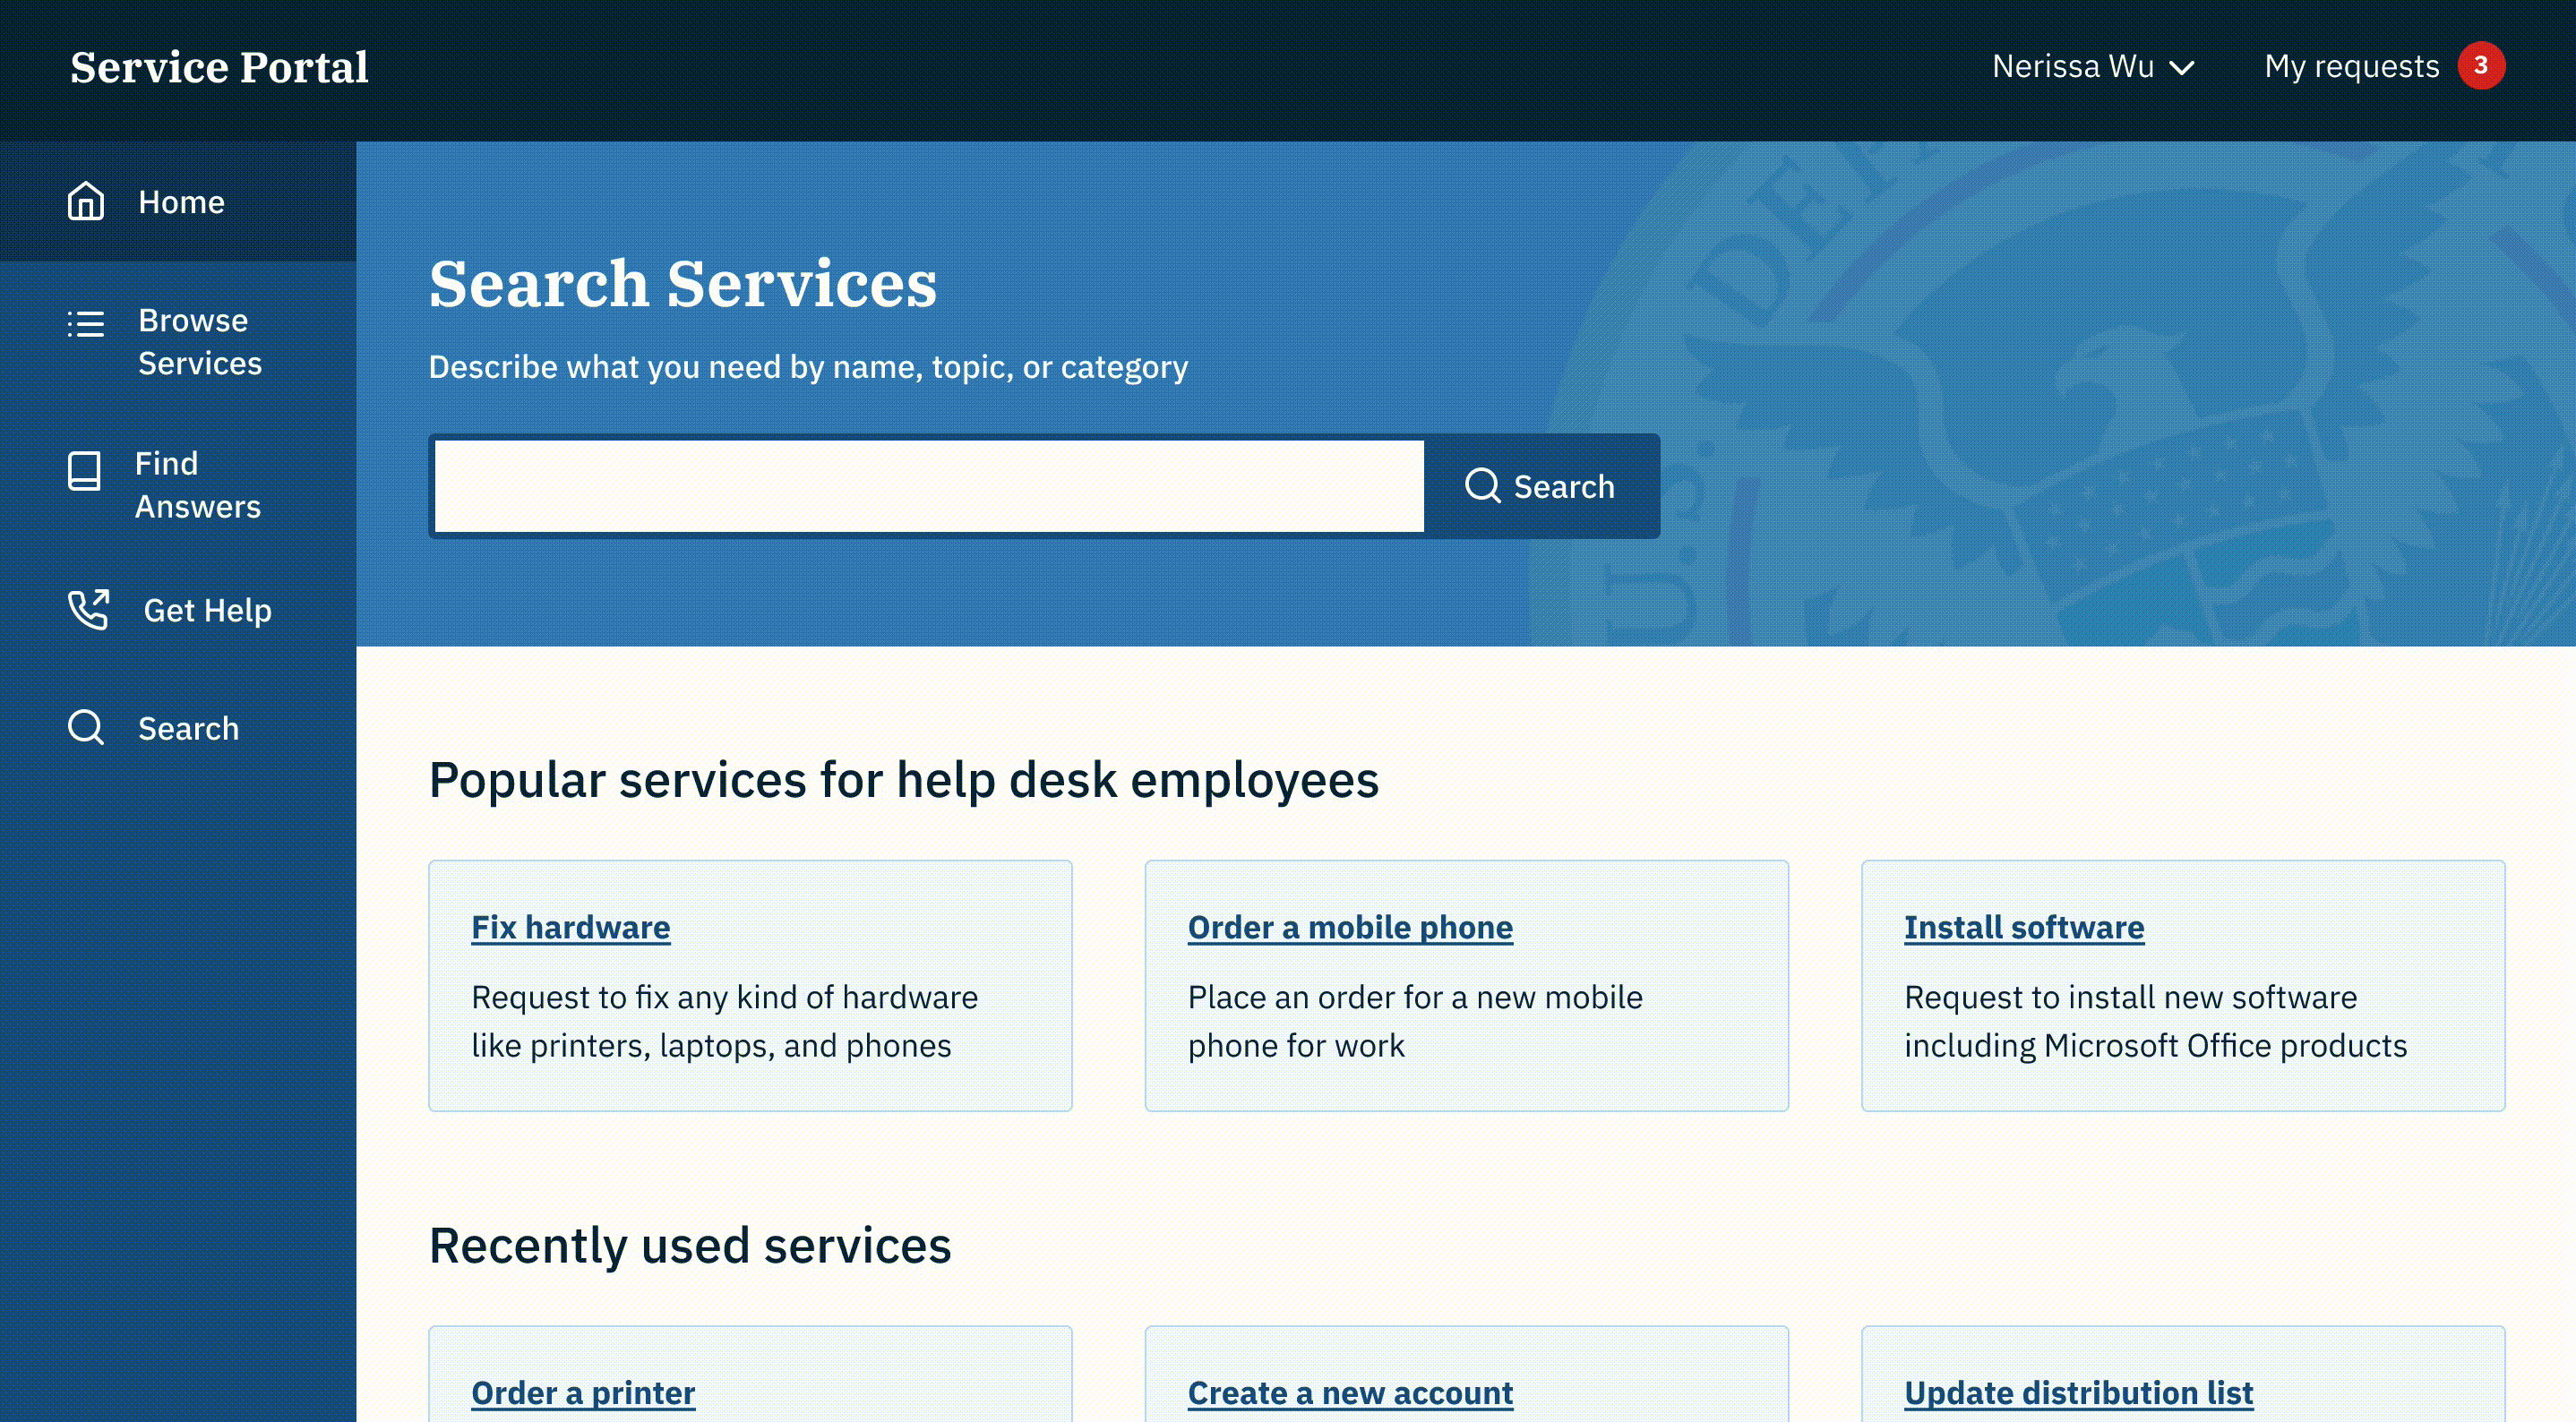 Service Portal
Nerissa Wu
My requests 3
Home
Browse
Services
Find
Answers
Get Help
Search
Search Services
Describe what you need by name, topic, or category
Search
U.S. DEP
Popular services for help desk employees
Fix hardware
Request to fix any kind of hardware
like printers, laptops, and phones
Order a mobile phone
Place an order for a new mobile
phone for work
Install software
Request to install new software
including Microsoft Office products
Recently used services
Order a printer
Create a new account
Update distribution list